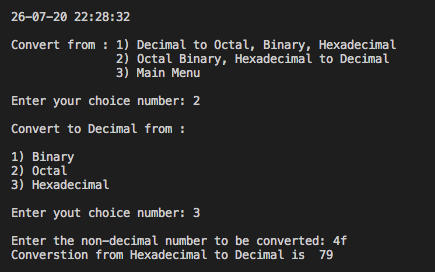 26-07-20 22:28:32
Convert from : 1) Decimal to Octal, Binary, Hexadecimal
2) Octal Binary, Hexadecimal to Decimal
3) Main Menu
Enter your choice number: 2
Convert to Decimal from :
1) Binary
2) Octal
3) Hexadecimal
Enter yout choice number: 3
Enter the non-decimal number to be converted: 4f
Converstion from Hexadecimal to Decimal is  79